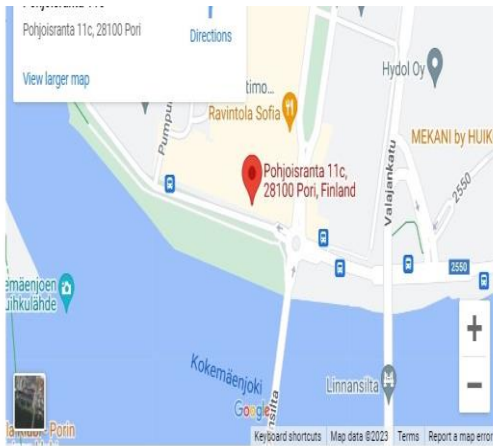 Pohjoisranta 11c, 28100 Pori
Directions
View larger map
Hydol Oy
Ravintola Sofia
MEKANI by HUIK
Pohjoisranta 11c,
28100 Pori, Finland
Valajankatu
2550
2550
Kokemäenjoki
Linnansilta
Google
Porin
Keyboard shortcuts
Map data ©2023
Terms
Report a map error